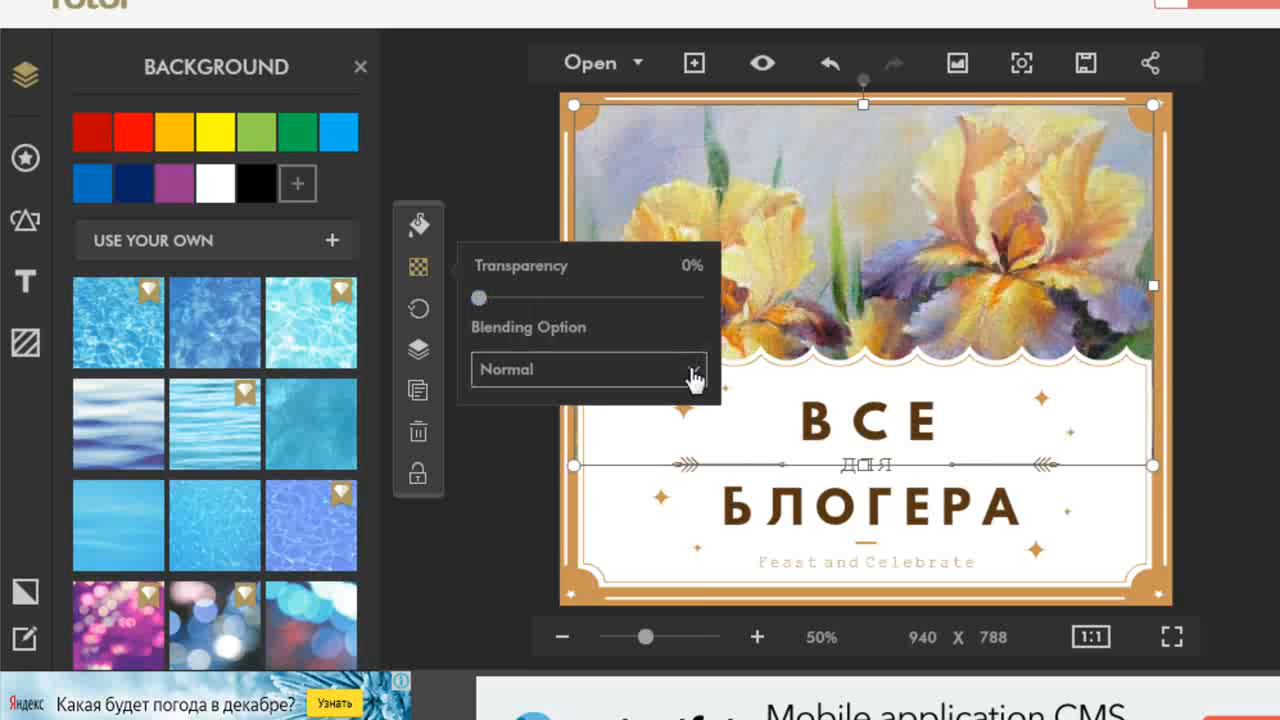 BACKGROUND
Open
USE YOUR OWN
Transparency 0%
Blending Option
Normal
ВСЕ
ДЛЯ
БЛОГЕРА
Feast and Celebrate
50% 940 X 788 1:1
Яндекс Какая будет погода в декабре? Узнать
Mobile application CMS